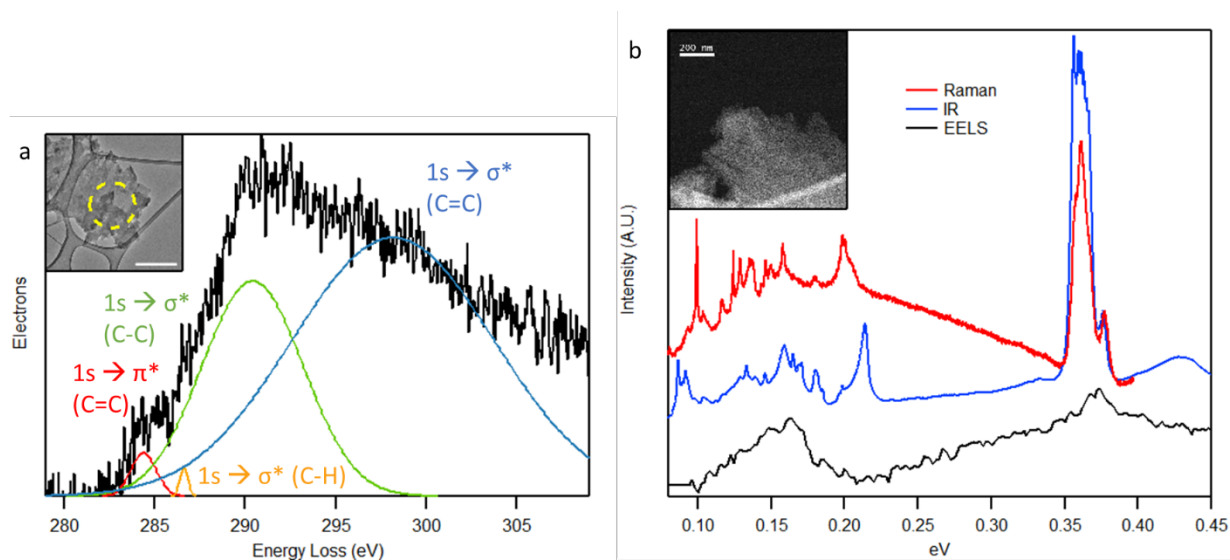 a
1s → σ*
(C=C)
1s → σ*
(C-C)
1s → π*
(C=C)
1s → σ* (C-H)
Electrons
280
285
290
295
300
305
Energy Loss (eV)
b
200 nm
Raman
IR
EELS
Intensity (A.U.)
0.10
0.15
0.20
0.25
0.30
0.35
0.40
0.45
eV